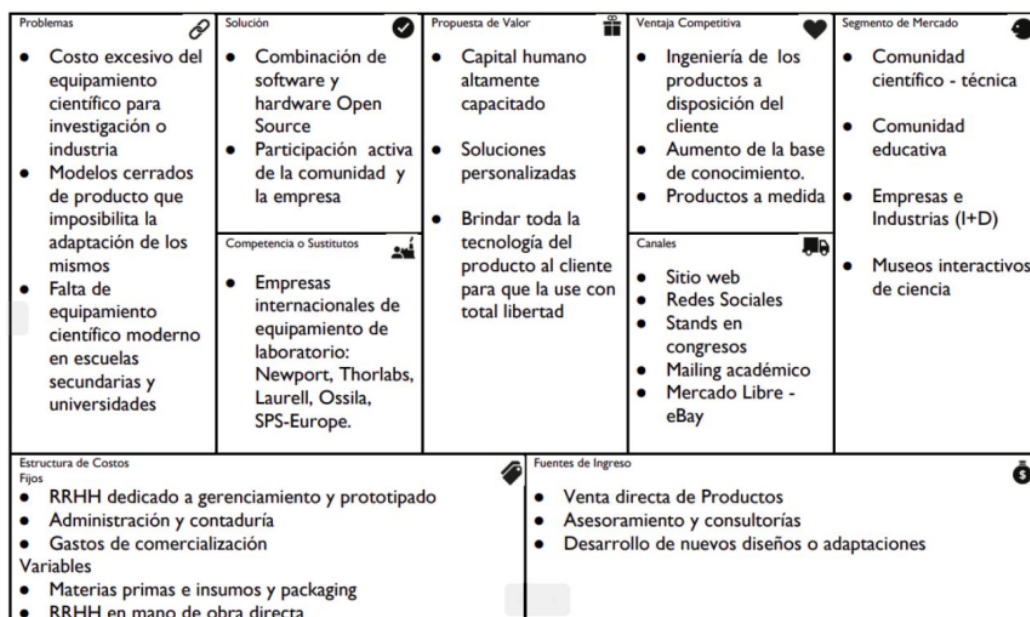 Problemas
● Costo excesivo del
equipamiento
científico para
investigación o
industria
● Modelos cerrados
de producto que
imposibilita la
adaptación de los
mismos
● Falta de
equipamiento
científico moderno
en escuelas
secundarias y
universidades
Solución
● Combinación de
software y
hardware Open
Source
● Participación activa
de la comunidad y
la empresa
Competencia o Sustitutos
● Empresas
internacionales de
equipamiento de
laboratorio:
Newport, Thorlabs,
Laurell, Ossila,
SPS-Europe.
Propuesta de Valor
● Capital humano
altamente
capacitado
● Soluciones
personalizadas
● Brindar toda la
tecnología del
producto al cliente
para que la use con
total libertad
Ventaja Competitiva
● Ingeniería de los
productos a
disposición del
cliente
● Aumento de la base
de conocimiento.
● Productos a medida
Canales
● Sitio web
● Redes Sociales
● Stands en
congresos
● Mailing académico
● Mercado Libre -
eBay
Segmento de Mercado
● Comunidad
científico - técnica
● Comunidad
educativa
● Empresas e
Industrias (I+D)
● Museos interactivos
de ciencia
Estructura de Costos
Fijos
● RRHH dedicado a gerenciamiento y prototipado
● Administración y contaduría
● Gastos de comercialización
Variables
● Materias primas e insumos y packaging
● RRHH en mano de obra directa
Fuentes de Ingreso
● Venta directa de Productos
● Asesoramiento y consultorías
● Desarrollo de nuevos diseños o adaptaciones